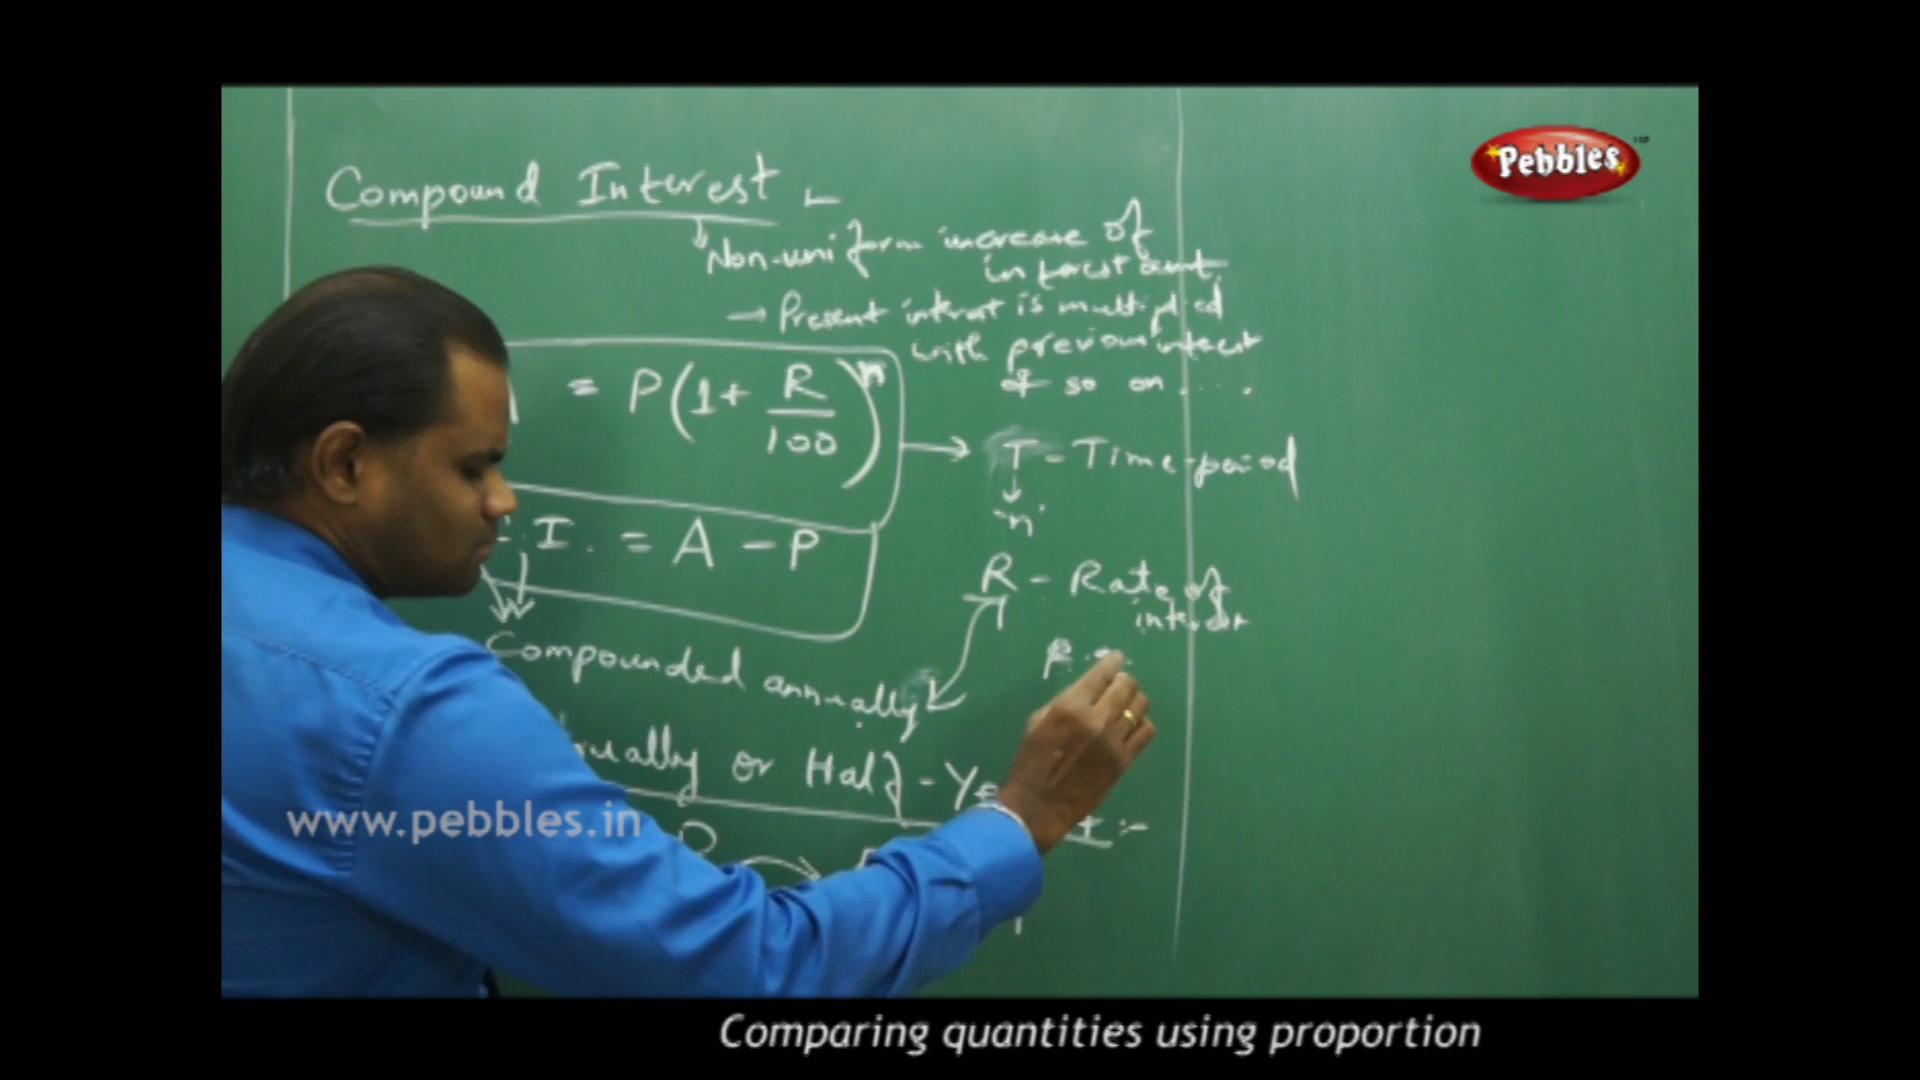 Pebbles
Compound Interest :-
Non-uniform increase of
interest amt.
→ Present interest is multiplied
with previous interest
& so on....
= P(1+ R/100)^n
→ T - Time-period
↓
'n'
C.I. = A - P
R - Rate of
interest
Compounded annually
or Half-Ye
www.pebbles.in
Comparing quantities using proportion